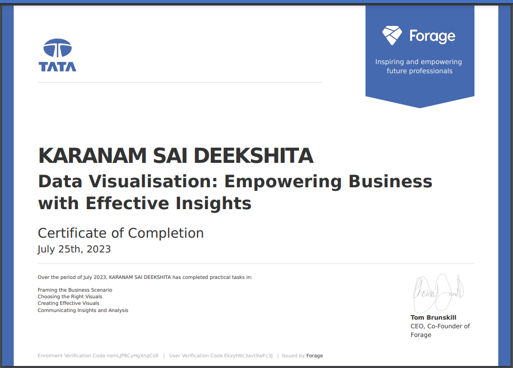 TATA
Forage
Inspiring and empowering
future professionals
KARANAM SAI DEEKSHITA
Data Visualisation: Empowering Business
with Effective Insights
Certificate of Completion
July 25th, 2023
Over the period of July 2023, KARANAM SAI DEEKSHITA has completed practical tasks in:
Framing the Business Scenario
Choosing the Right Visuals
Creating Effective Visuals
Communicating Insights and Analysis
Tom Brunskill
CEO, Co-Founder of
Forage
Enrolment Verification Code | User Verification Code | Issued by Forage